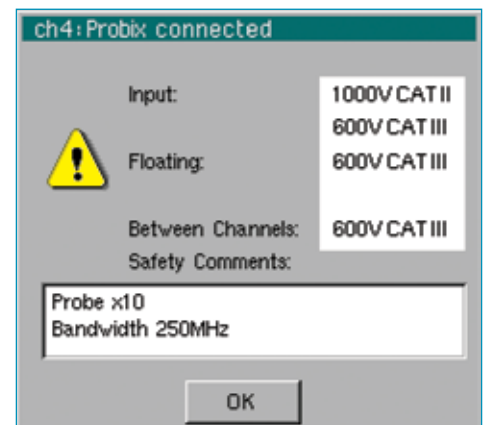 ch4:Probix connected
Input: 1000V CAT II
600V CAT III
Floating: 600V CAT III
Between Channels: 600V CAT III
Safety Comments:
Probe x10
Bandwidth 250MHz
OK